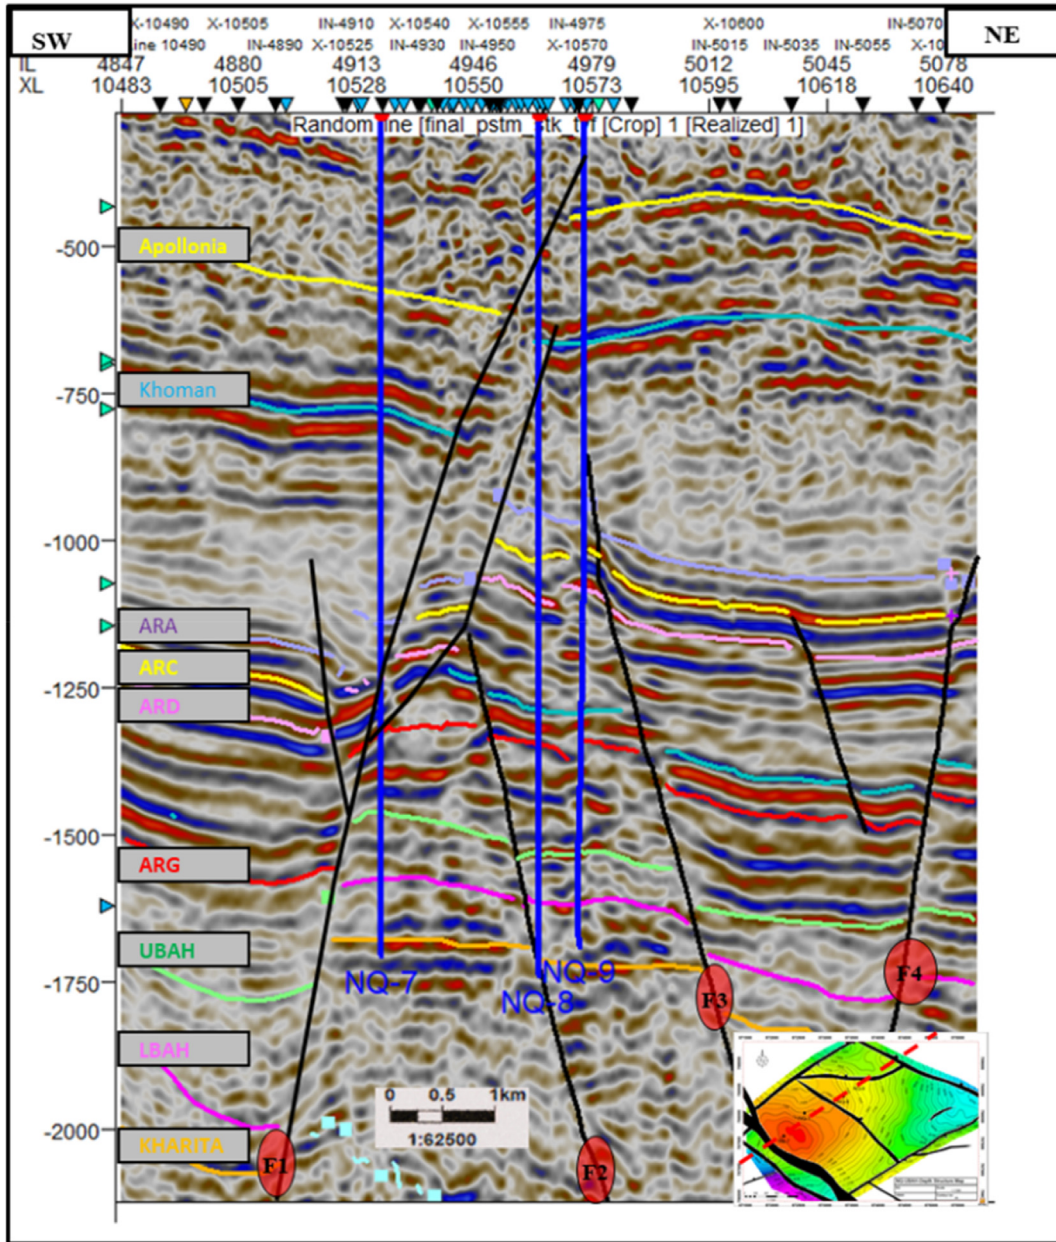 X-10490 X-10505 IN-4910 X-10540 X-10555 IN-4975 X-10600 IN-5070
SW ine 10490 IN-4890 X-10525 IN-4930 IN-4950 X-10570 IN-5015 IN-5035 IN-5055 X-10 NE
IL 4847 4880 4913 4946 4979 5012 5045 5078
XL 10483 10505 10528 10550 10573 10595 10618 10640
Random ine [final_pstm_stk_tvf [Crop] 1 [Realized] 1]
-500
Apollonia
-750
Khoman
-1000
ARA
ARC
-1250
ARD
-1500
ARG
UBAH
-1750
NQ-7
NQ-8
NQ-9
F3
F4
LBAH
-2000
KHARITA
0 0.5 1km
1:62500
F1
F2